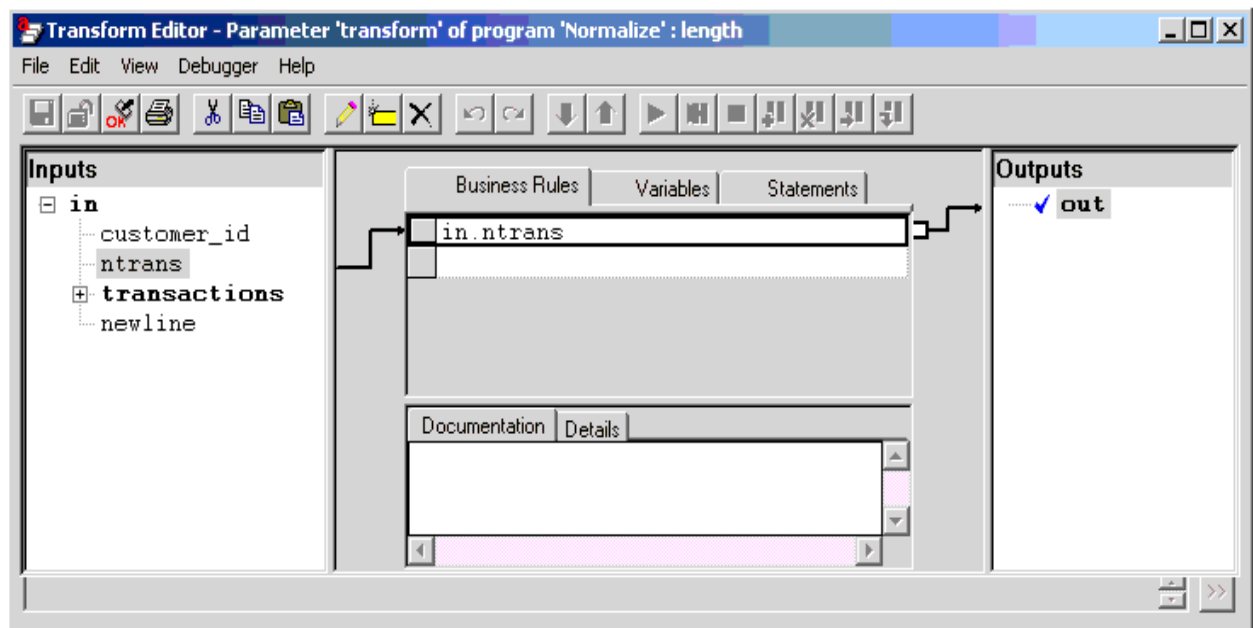 Transform Editor - Parameter 'transform' of program 'Normalize' : length
File Edit View Debugger Help
OK
Inputs
in
customer_id
ntrans
transactions
newline
Business Rules Variables Statements
in.ntrans
Documentation Details
Outputs
out
>>